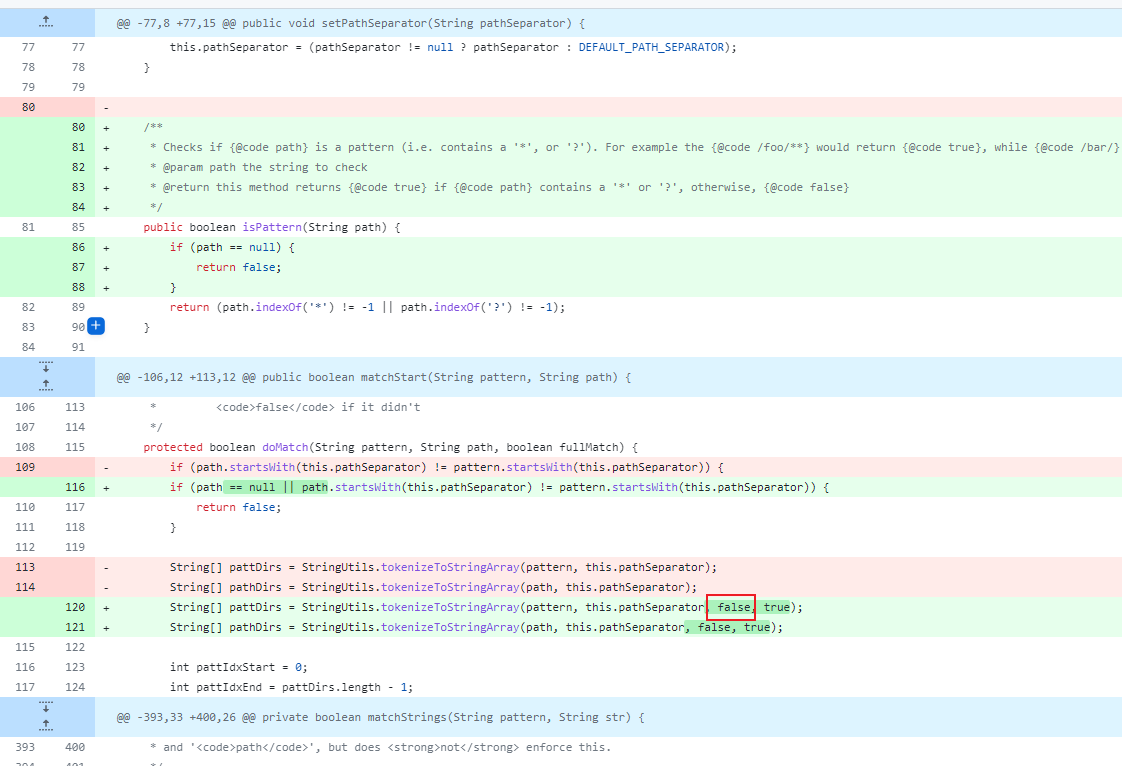 @@ -77,8 +77,15 @@ public void setPathSeparator(String pathSeparator) {
77 77 this.pathSeparator = (pathSeparator != null ? pathSeparator : DEFAULT_PATH_SEPARATOR);
78 78 }
79 79
80 -
80 + /**
81 + * Checks if {@code path} is a pattern (i.e. contains a '*', or '?'). For example the {@code /foo/**} would return {@code true}, while {@code /bar/}
82 + * @param path the string to check
83 + * @return this method returns {@code true} if {@code path} contains a '*' or '?', otherwise, {@code false}
84 + */
81 85 public boolean isPattern(String path) {
86 + if (path == null) {
87 + return false;
88 + }
82 89 return (path.indexOf('*') != -1 || path.indexOf('?') != -1);
83 90 + }
84 91
@@ -106,12 +113,12 @@ public boolean matchStart(String pattern, String path) {
106 113 * <code>false</code> if it didn't
107 114 */
108 115 protected boolean doMatch(String pattern, String path, boolean fullMatch) {
109 - if (path.startsWith(this.pathSeparator) != pattern.startsWith(this.pathSeparator)) {
116 + if (path == null || path.startsWith(this.pathSeparator) != pattern.startsWith(this.pathSeparator)) {
110 117 return false;
111 118 }
112 119
113 - String[] pattDirs = StringUtils.tokenizeToStringArray(pattern, this.pathSeparator);
114 - String[] pathDirs = StringUtils.tokenizeToStringArray(path, this.pathSeparator);
120 + String[] pattDirs = StringUtils.tokenizeToStringArray(pattern, this.pathSeparator, false, true);
121 + String[] pathDirs = StringUtils.tokenizeToStringArray(path, this.pathSeparator, false, true);
115 122
116 123 int pattIdxStart = 0;
117 124 int pattIdxEnd = pattDirs.length - 1;
@@ -393,33 +400,26 @@ private boolean matchStrings(String pattern, String str) {
393 400 * and '<code>path</code>', but does <strong>not</strong> enforce this.